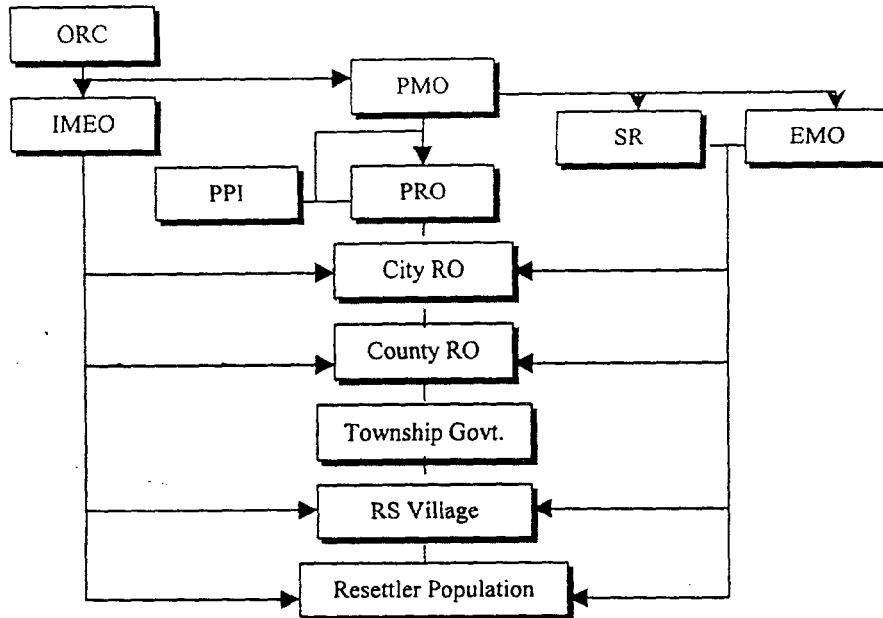 ORC
PMO
IMEO
SR
EMO
PPI
PRO
City RO
County RO
Township Govt.
RS Village
Resettler Population